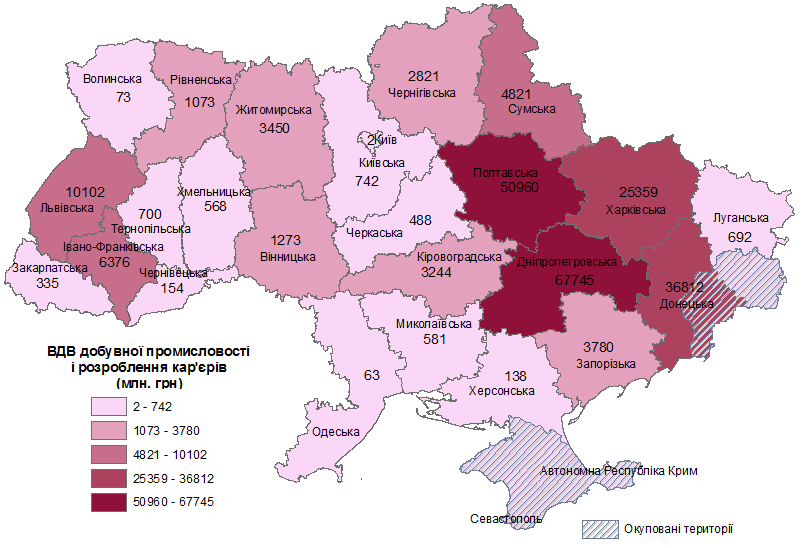 2821
Чернігівська
4821
Сумська
Волинська
73
Рівненська
1073
Житомирська
3450
2
Київ
Київська
742
Полтавська
50960
25359
Харківська
Луганська
692
10102
Львівська
700
Тернопільська
Хмельницька
568
1273
Вінницька
488
Черкаська
Івано-Франківська
6376
Закарпатська
335
Чернівецька
154
Кіровоградська
3244
Дніпропетровська
67745
36812
Донецька
Миколаївська
581
3780
Запорізька
138
Херсонська
63
Одеська
Автономна Республіка Крим
Севастополь
ВДВ добувної промисловості
і розроблення кар'єрів
(млн. грн)
2 - 742
1073 - 3780
4821 - 10102
25359 - 36812
50960 - 67745
Окуповані території